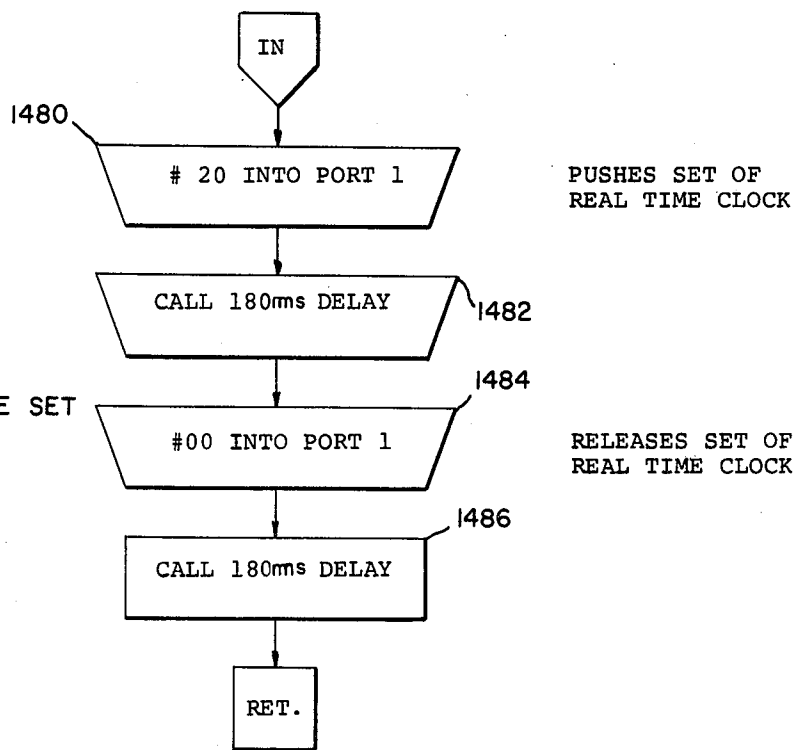 IN
1480
# 20 INTO PORT 1
PUSHES SET OF
REAL TIME CLOCK
CALL 180ms DELAY
1482
E SET
1484
#00 INTO PORT 1
RELEASES SET OF
REAL TIME CLOCK
1486
CALL 180ms DELAY
RET.